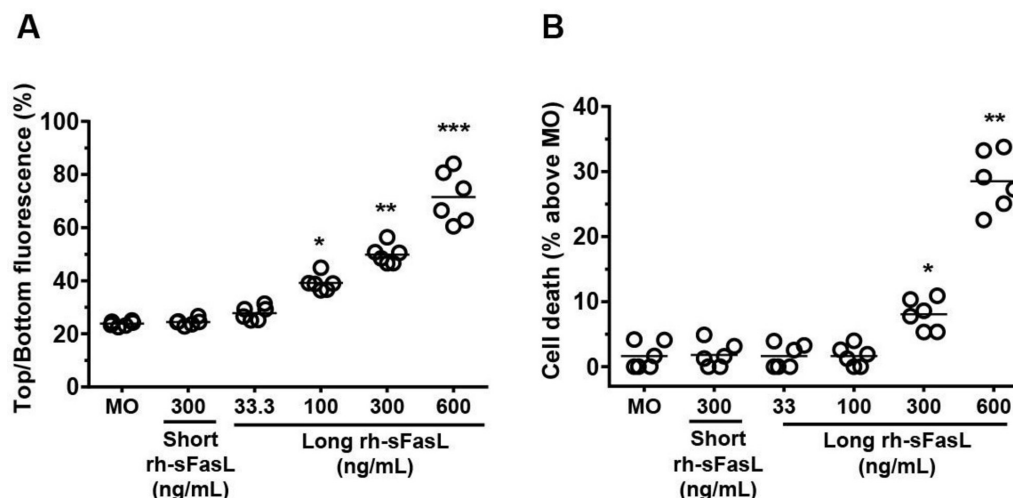 A
Top/Bottom fluorescence (%)
100
80
60
40
20
0
*
**
***
MO 300 33.3 100 300 600
Short
rh-sFasL
(ng/mL)
Long rh-sFasL
(ng/mL)
B
Cell death (% above MO)
40
30
20
10
0
*
**
MO 300 33 100 300 600
Short
rh-sFasL
(ng/mL)
Long rh-sFasL
(ng/mL)